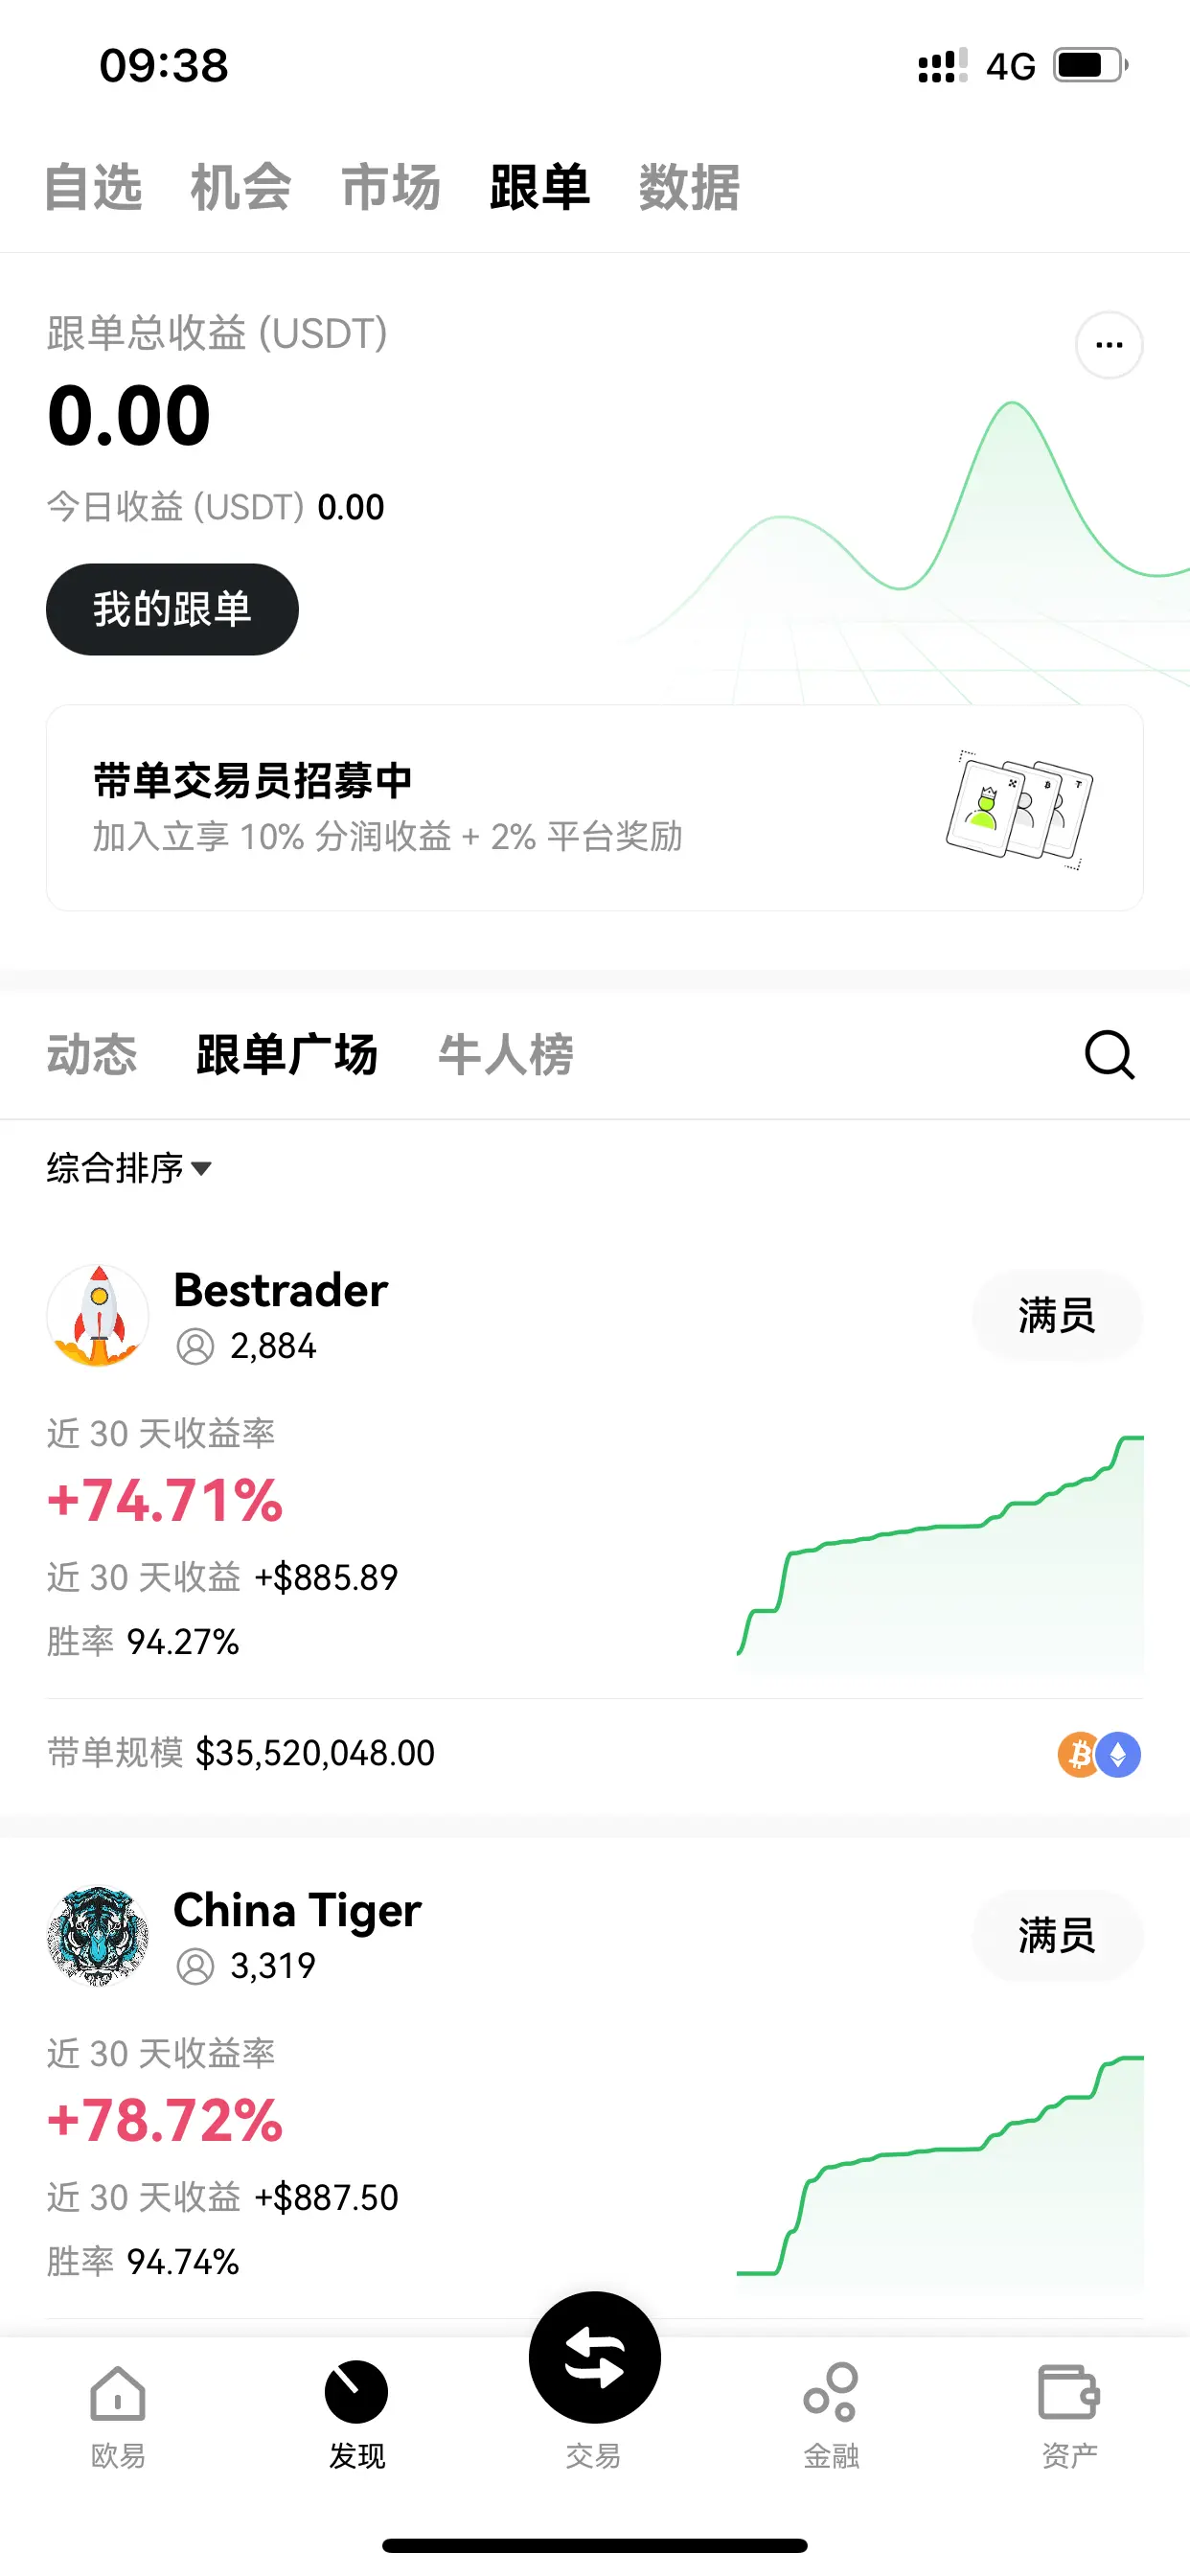 09:38
4G
自选 机会 市场 跟单 数据
跟单总收益 (USDT)
0.00
今日收益 (USDT) 0.00
我的跟单
带单交易员招募中
加入立享 10% 分润收益 + 2% 平台奖励
动态 跟单广场 牛人榜
综合排序
Bestrader
2,884
满员
近 30 天收益率
+74.71%
近 30 天收益 +$885.89
胜率 94.27%
带单规模 $35,520,048.00
China Tiger
3,319
满员
近 30 天收益率
+78.72%
近 30 天收益 +$887.50
胜率 94.74%
欧易 发现 交易 金融 资产